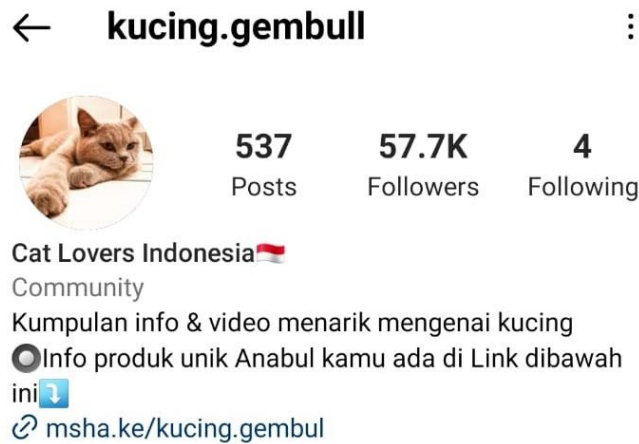 kucing.gembull
537 57.7K 4
Posts Followers Following
Cat Lovers Indonesia🇮🇩
Community
Kumpulan info & video menarik mengenai kucing
🔘Info produk unik Anabul kamu ada di Link dibawah
ini⤵️
msha.ke/kucing.gembul